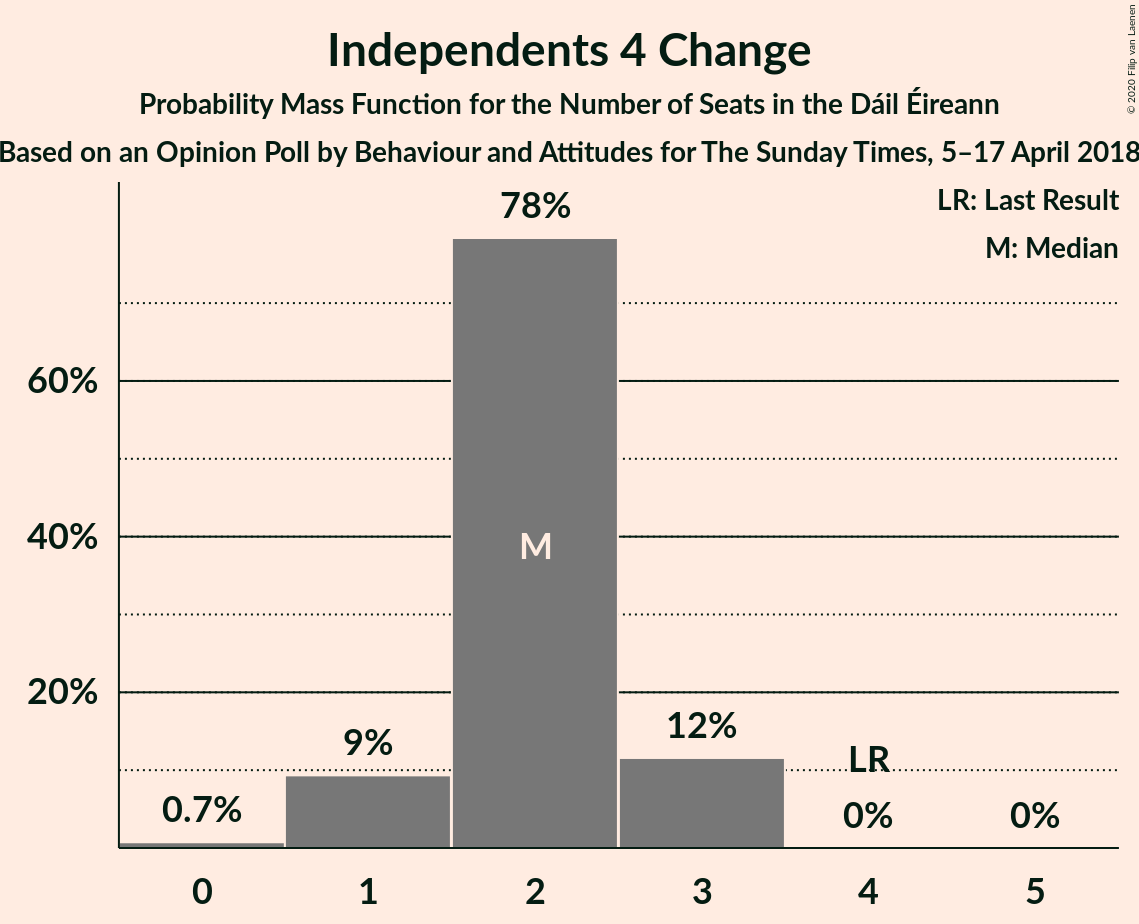 Independents 4 Change
Probability Mass Function for the Number of Seats in the Dáil Éireann
Based on an Opinion Poll by Behaviour and Attitudes for The Sunday Times, 5–17 April 2018
© 2020 Filip van Laenen
LR: Last Result
M: Median
78%
60%
40%
M
20%
12%
9%
LR
0.7%
0%
0%
0 1 2 3 4 5